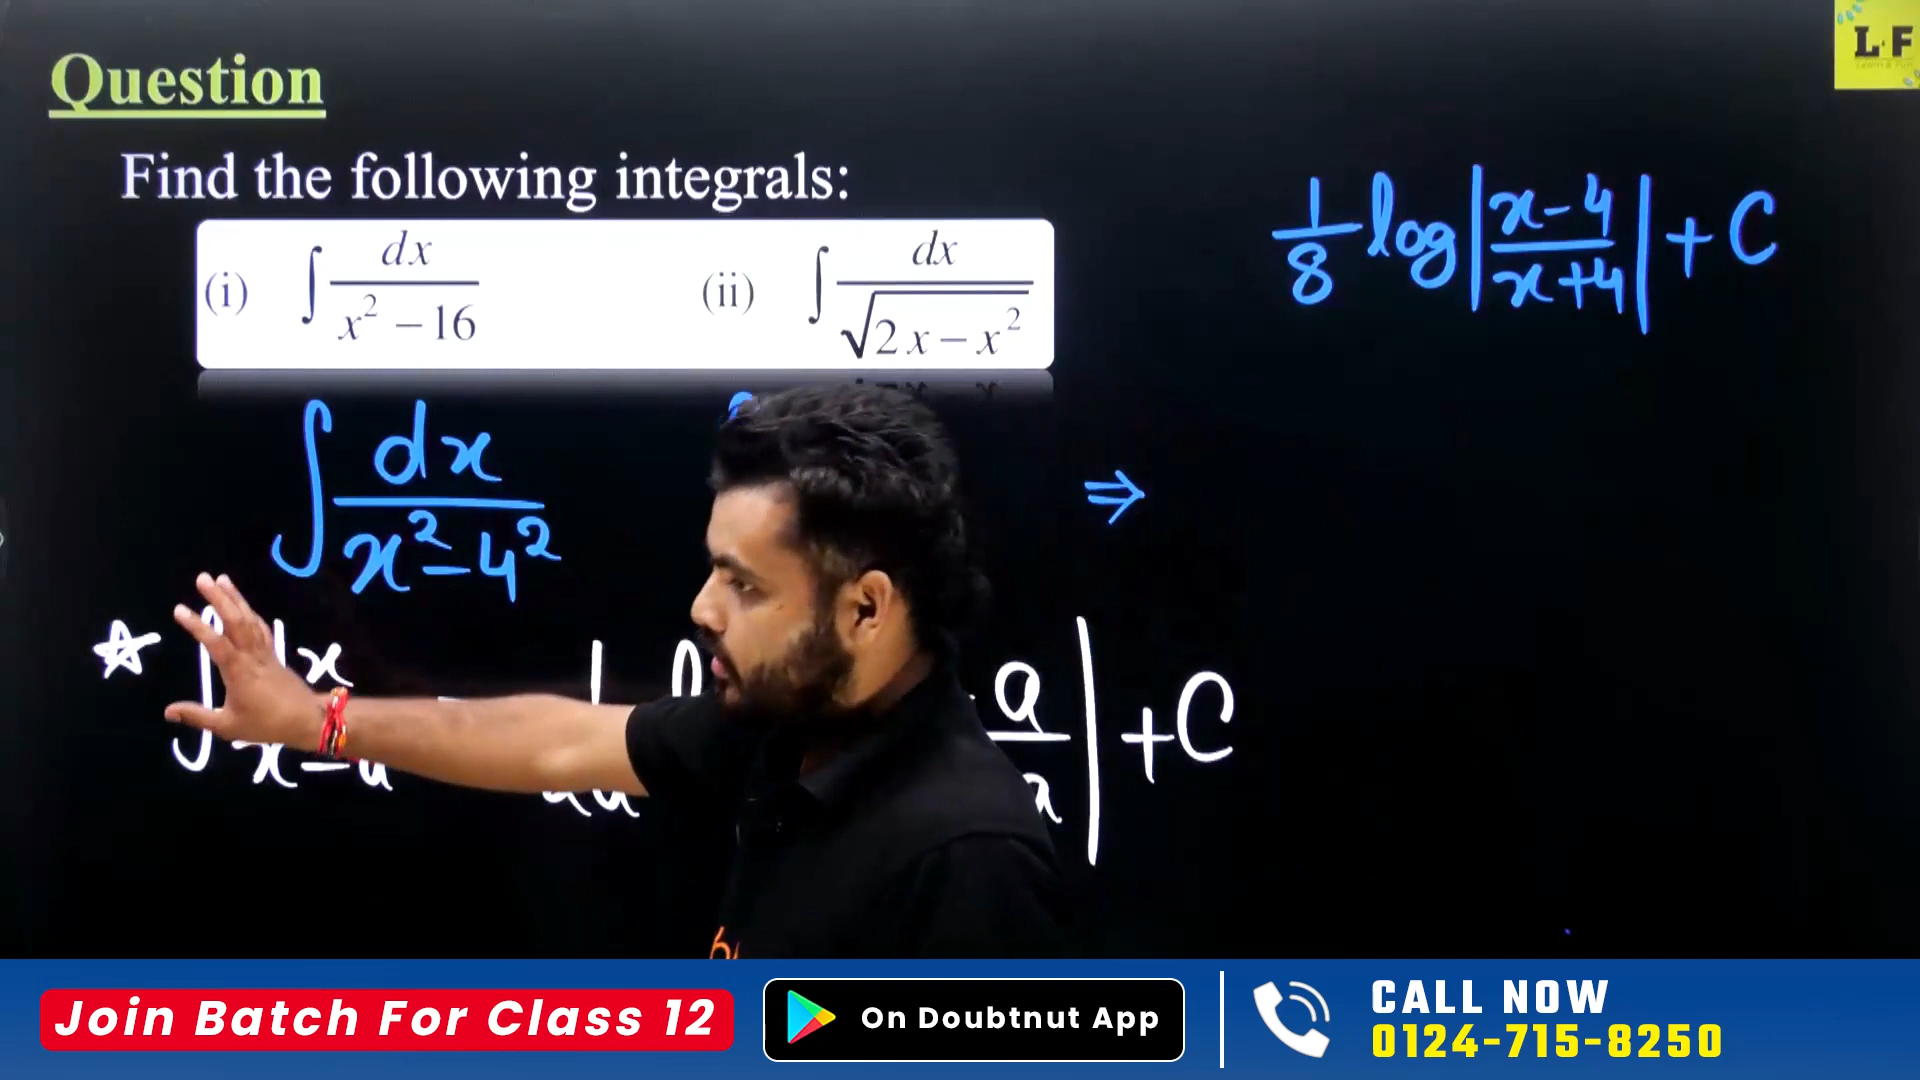 L·F
Question
Find the following integrals:
(i) ∫ dx / (x² – 16)
(ii) ∫ dx / √(2x – x²)
1/8 log |(x-4)/(x+4)| + C
∫ dx / (x² - 4²)
⇒
+C
Join Batch For Class 12
On Doubtnut App
CALL NOW
0124-715-8250